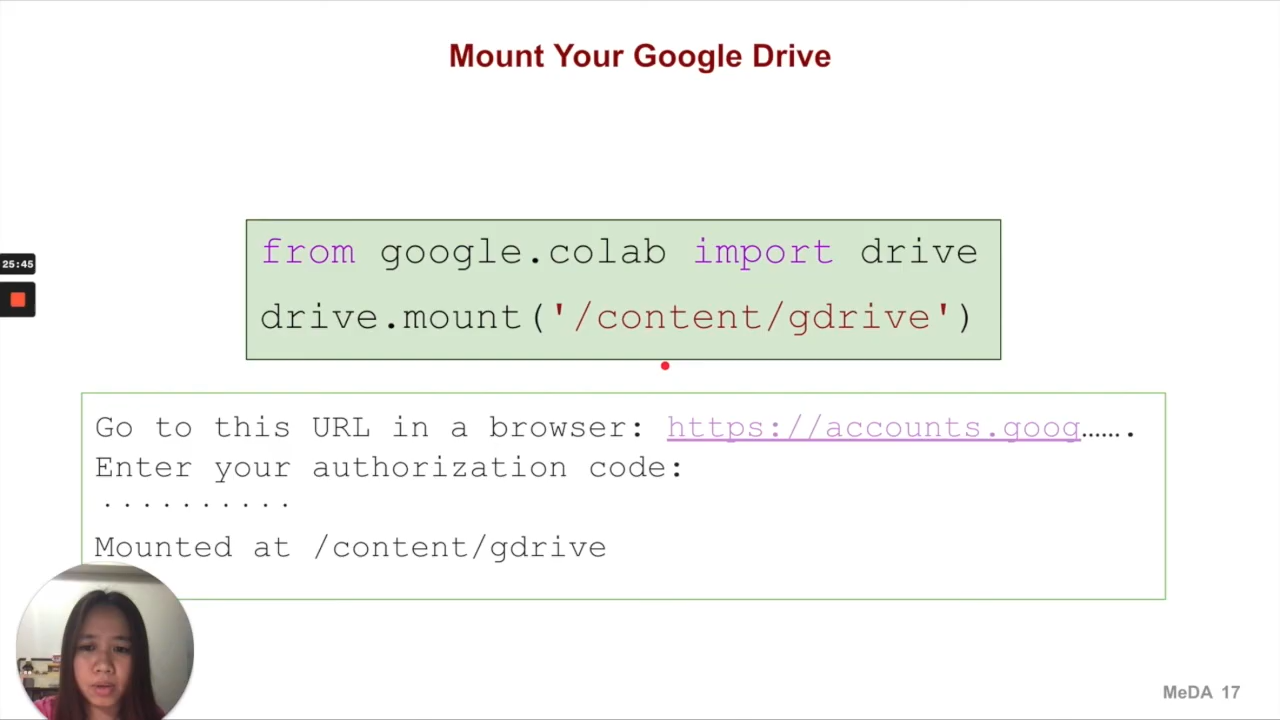 Mount Your Google Drive
from google.colab import drive
drive.mount('/content/gdrive')
25:45
Go to this URL in a browser: https://accounts.goog…….
Enter your authorization code:
··········
Mounted at /content/gdrive
MeDA 17